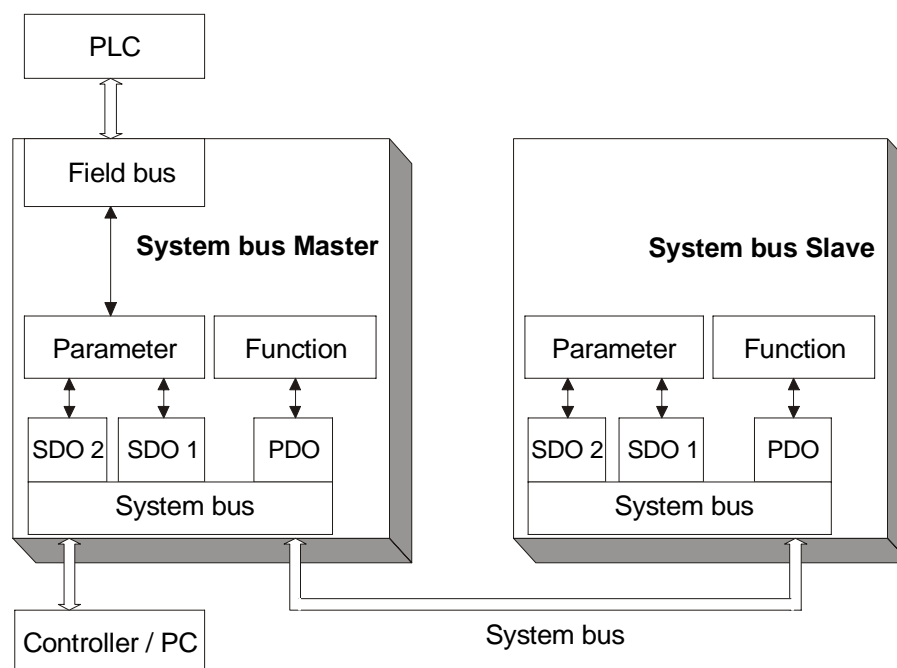 PLC
Field bus
System bus Master
Parameter
Function
SDO 2
SDO 1
PDO
System bus
Controller / PC
System bus Slave
Parameter
Function
SDO 2
SDO 1
PDO
System bus
System bus